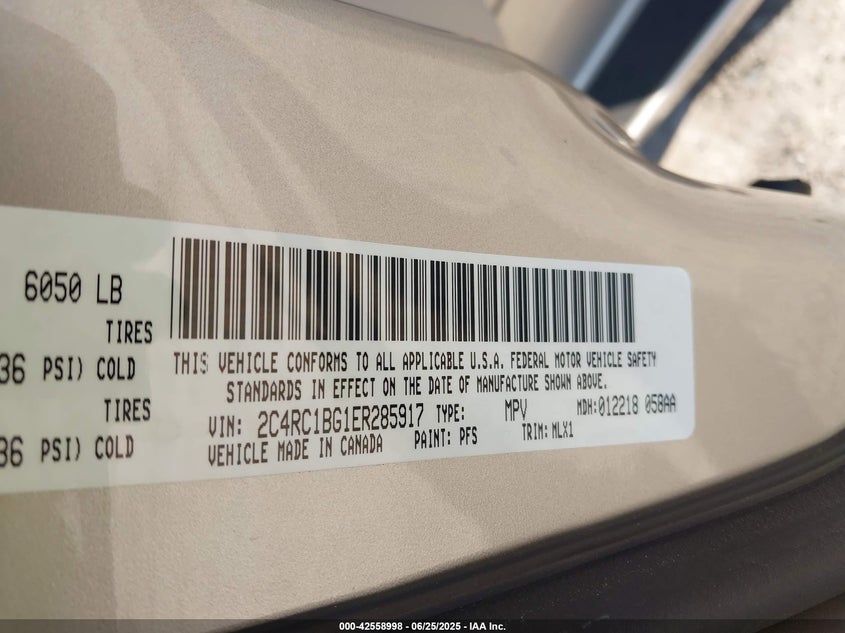 6050 LB
TIRES
36 PSI) COLD
TIRES
36 PSI) COLD
THIS VEHICLE CONFORMS TO ALL APPLICABLE U.S.A. FEDERAL MOTOR VEHICLE SAFETY
STANDARDS IN EFFECT ON THE DATE OF MANUFACTURE SHOWN ABOVE.
VIN: 2C4RC1BG1ER285917 TYPE: MPV MDH:012218 058AA
VEHICLE MADE IN CANADA PAINT: PFS TRIM: MLX1
000-42558998 - 06/25/2025 - IAA Inc.